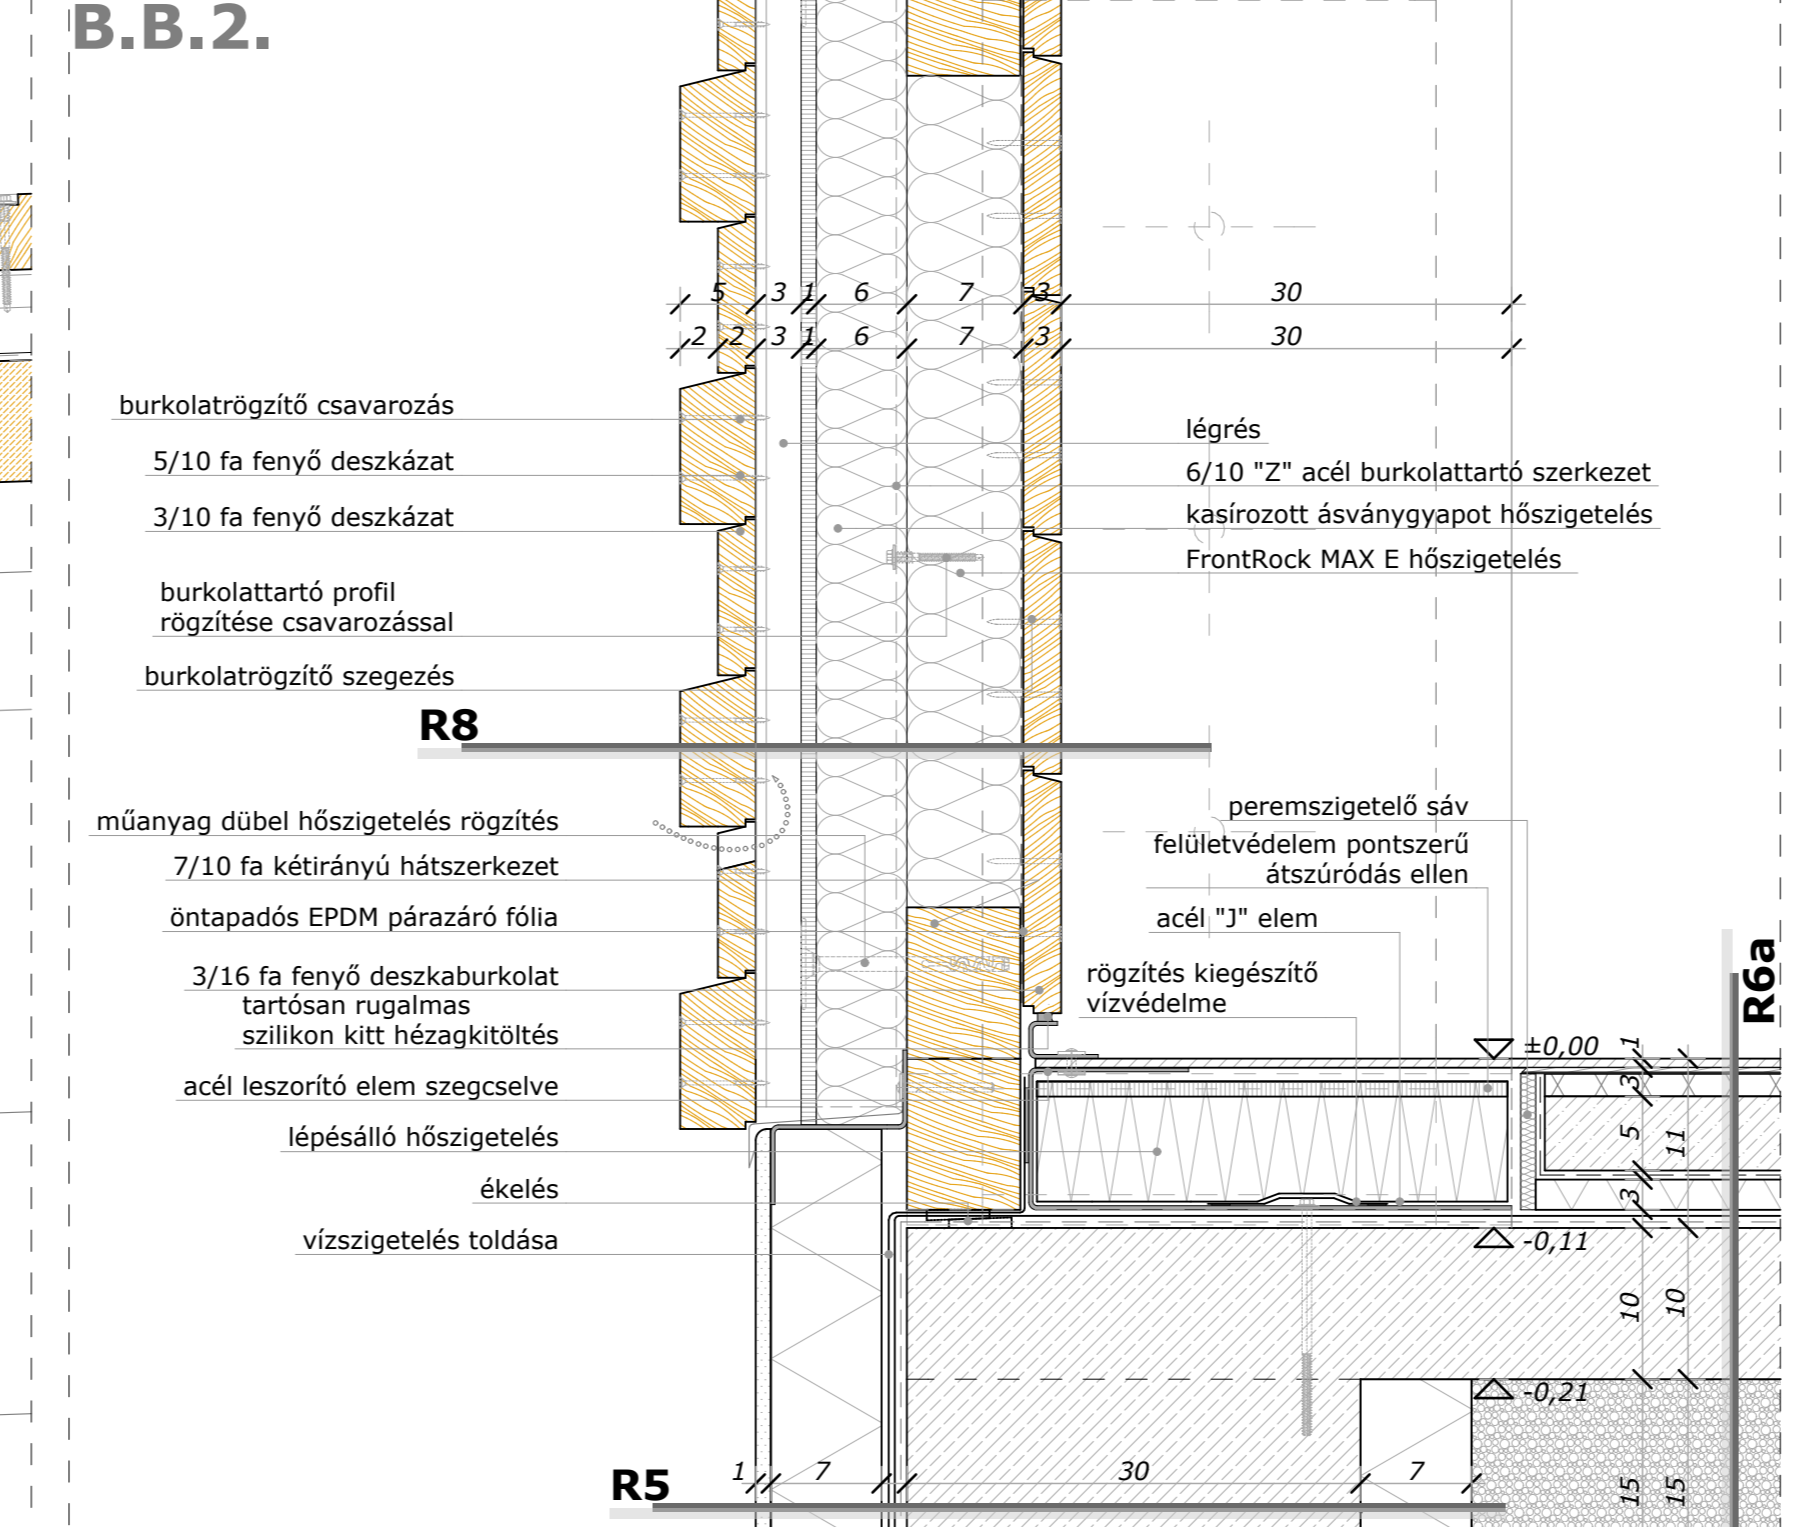 B.B.2.
5 3 1 6 7 3 30
2 2 3 1 6 7 3 30
burkolatrögzítő csavarozás
5/10 fa fenyő deszkázat
3/10 fa fenyő deszkázat
burkolattartó profil
rögzítése csavarozással
burkolatrögzítő szegezés
légrés
6/10 "Z" acél burkolattartó szerkezet
kasírozott ásványgyapot hőszigetelés
FrontRock MAX E hőszigetelés
R8
műanyag dübel hőszigetelés rögzítés
7/10 fa kétirányú hátszerkezet
öntapadós EPDM párazáró fólia
3/16 fa fenyő deszkaburkolat
tartósan rugalmas
szilikon kitt hézagkitöltés
acél leszorító elem szegcselve
lépésálló hőszigetelés
ékelés
vízszigetelés toldása
peremszigetelő sáv
felületvédelem pontszerű
átszúródás ellen
acél "J" elem
rögzítés kiegészítő
vízvédelme
R6a
±0,00
-0,11
-0,21
1
3
5
3
10
15
11
10
15
1 7 30 7
R5